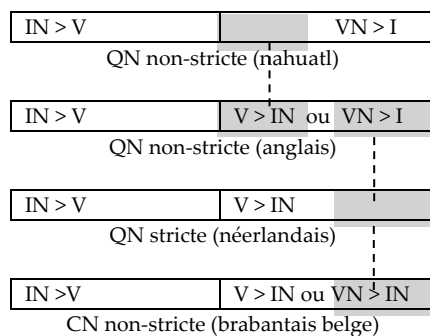 IN > V VN > I
QN non-stricte (nahuatl)
IN > V V > IN ou VN > I
QN non-stricte (anglais)
IN > V V > IN
QN stricte (néerlandais)
IN >V V > IN ou VN > IN
CN non-stricte (brabantais belge)